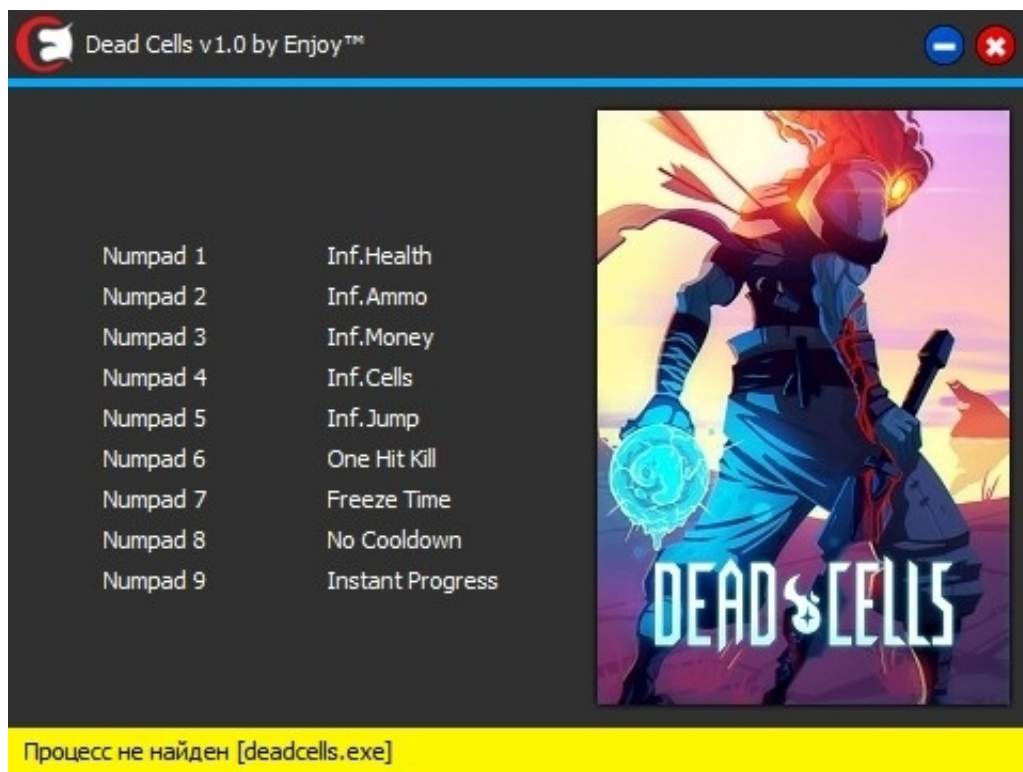 Dead Cells v1.0 by Enjoy™
Numpad 1 Inf.Health
Numpad 2 Inf.Ammo
Numpad 3 Inf.Money
Numpad 4 Inf.Cells
Numpad 5 Inf.Jump
Numpad 6 One Hit Kill
Numpad 7 Freeze Time
Numpad 8 No Cooldown
Numpad 9 Instant Progress
DEAD CELLS
Процесс не найден [deadcells.exe]